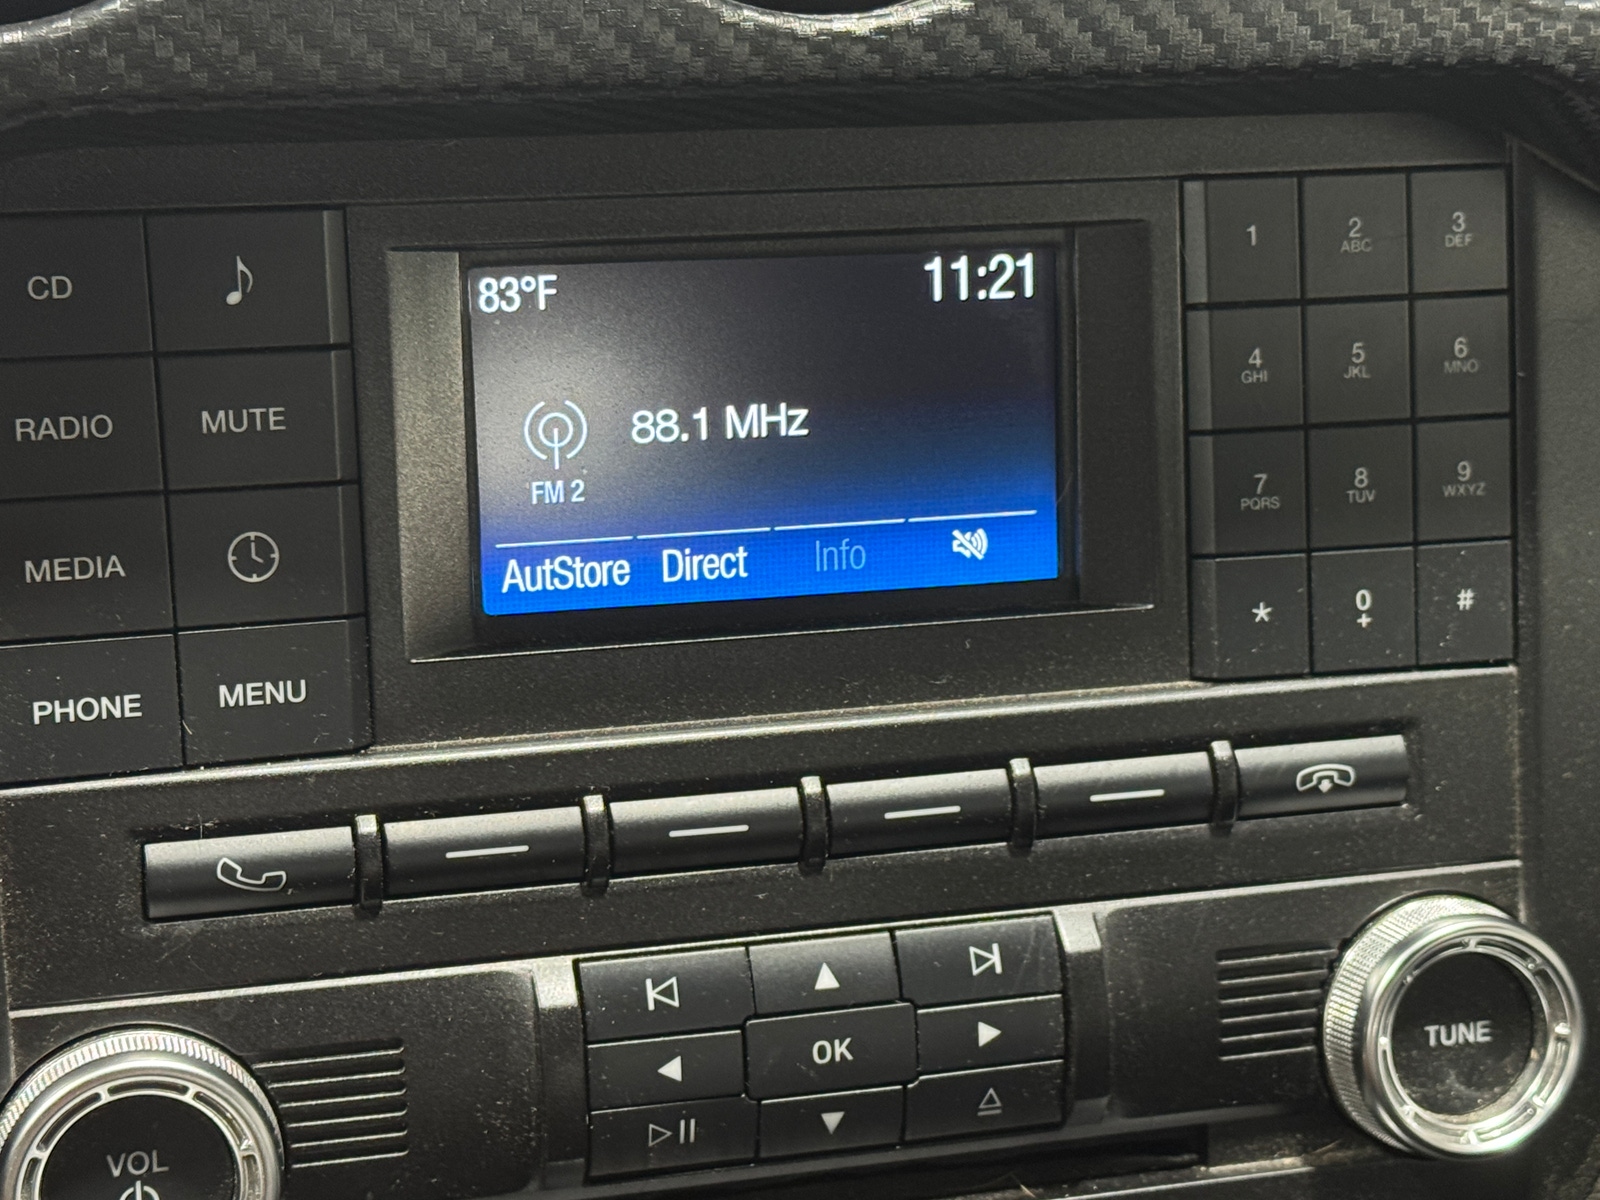 CD
RADIO
MUTE
MEDIA
PHONE
MENU
83°F
11:21
88.1 MHz
FM 2
AutStore Direct Info
1
2
ABC
3
DEF
4
GHI
5
JKL
6
MNO
7
PQRS
8
TUV
9
WXYZ
*
0
+
#
OK
VOL
TUNE